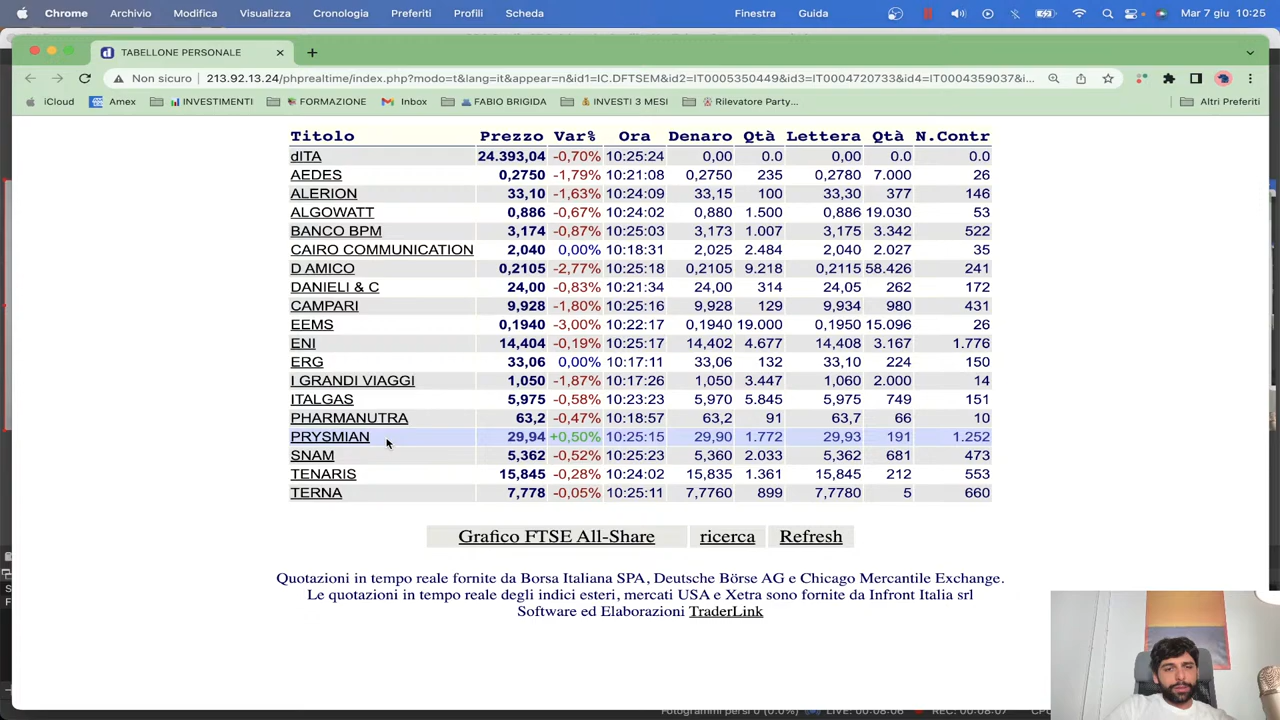 Chrome Archivio Modifica Visualizza Cronologia Preferiti Profili Scheda Finestra Guida Mar 7 giu 10:25
TABELLONE PERSONALE
Non sicuro 213.92.13.24/phprealtime/index.php?modo=t&lang=it&appear=n&id1=IC.DFTSEM&id2=IT0005350449&id3=IT0004720733&id4=IT0004359037&i...
iCloud Amex INVESTIMENTI FORMAZIONE Inbox FABIO BRIGIDA INVESTI 3 MESI Rilevatore Party... Altri Preferiti
Titolo Prezzo Var% Ora Denaro Qtà Lettera Qtà N.Contr
dITA 24.393,04 -0,70% 10:25:24 0,00 0.0 0,00 0.0 0.0
AEDES 0,2750 -1,79% 10:21:08 0,2750 235 0,2780 7.000 26
ALERION 33,10 -1,63% 10:24:09 33,15 100 33,30 377 146
ALGOWATT 0,886 -0,67% 10:24:02 0,880 1.500 0,886 19.030 53
BANCO BPM 3,174 -0,87% 10:25:03 3,173 1.007 3,175 3.342 522
CAIRO COMMUNICATION 2,040 0,00% 10:18:31 2,025 2.484 2,040 2.027 35
D AMICO 0,2105 -2,77% 10:25:18 0,2105 9.218 0,2115 58.426 241
DANIELI & C 24,00 -0,83% 10:21:34 24,00 314 24,05 262 172
CAMPARI 9,928 -1,80% 10:25:16 9,928 129 9,934 980 431
EEMS 0,1940 -3,00% 10:22:17 0,1940 19.000 0,1950 15.096 26
ENI 14,404 -0,19% 10:25:17 14,402 4.677 14,408 3.167 1.776
ERG 33,06 0,00% 10:17:11 33,06 132 33,10 224 150
I GRANDI VIAGGI 1,050 -1,87% 10:17:26 1,050 3.447 1,060 2.000 14
ITALGAS 5,975 -0,58% 10:23:23 5,970 5.845 5,975 749 151
PHARMANUTRA 63,2 -0,47% 10:18:57 63,2 91 63,7 66 10
PRYSMIAN 29,94 +0,50% 10:25:15 29,90 1.772 29,93 191 1.252
SNAM 5,362 -0,52% 10:25:23 5,360 2.033 5,362 681 473
TENARIS 15,845 -0,28% 10:24:02 15,835 1.361 15,845 212 553
TERNA 7,778 -0,05% 10:25:11 7,7760 899 7,7780 5 660
Grafico FTSE All-Share ricerca Refresh
Quotazioni in tempo reale fornite da Borsa Italiana SPA, Deutsche Börse AG e Chicago Mercantile Exchange.
Le quotazioni in tempo reale degli indici esteri, mercati USA e Xetra sono fornite da Infront Italia srl
Software ed Elaborazioni TraderLink